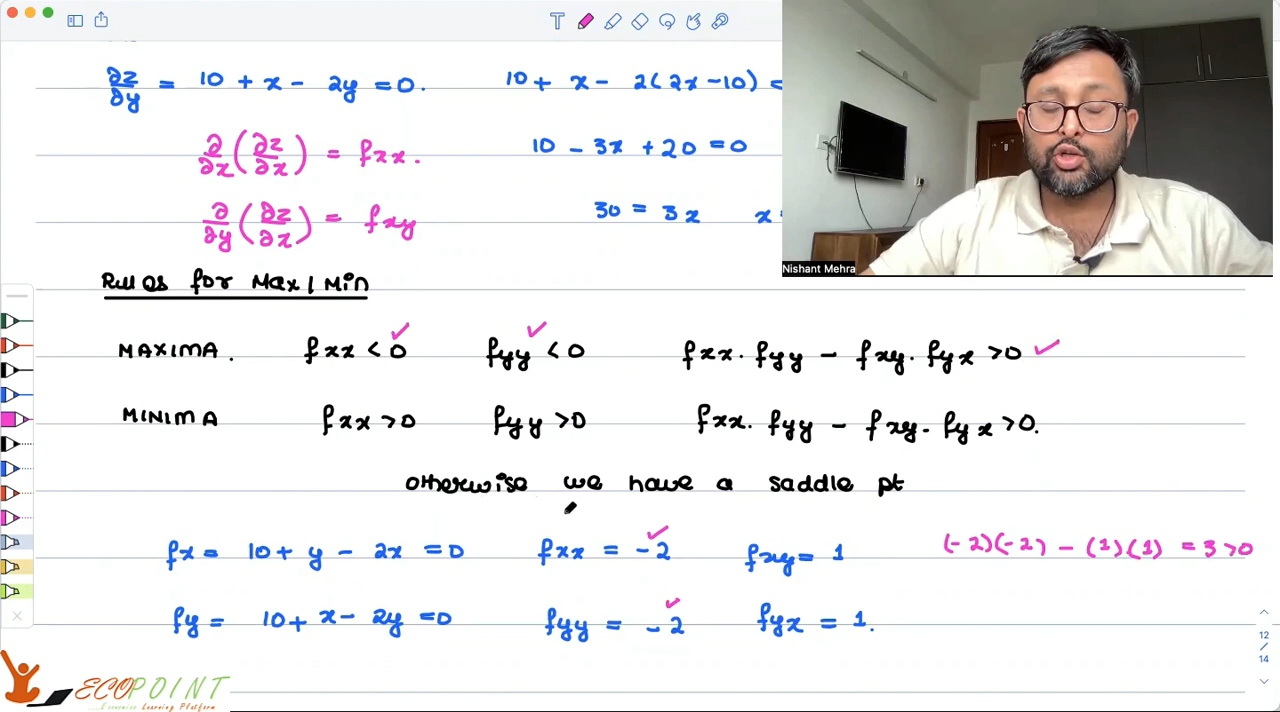 ∂z/∂y = 10 + x − 2y = 0.
10 + x − 2(2x−10) =
∂/∂x (∂z/∂x) = fxx.
10 − 3x + 20 = 0
∂/∂y (∂z/∂x) = fxy
30 = 3x x
Nishant Mehra
Rules for Max/Min
MAXIMA. fxx < 0 ✓ fyy < 0 ✓ fxx. fyy − fxy. fyx > 0 ✓
MINIMA fxx > 0 fyy > 0 fxx. fyy − fxy. fyx > 0.
otherwise we have a saddle pt
fx = 10 + y − 2x = 0 fxx = −2 ✓ fxy = 1 (−2)(−2) − (1)(1) = 3 > 0
fy = 10 + x − 2y = 0 fyy = −2 ✓ fyx = 1.
12
/
14
ECOPOINT
Learning Platform